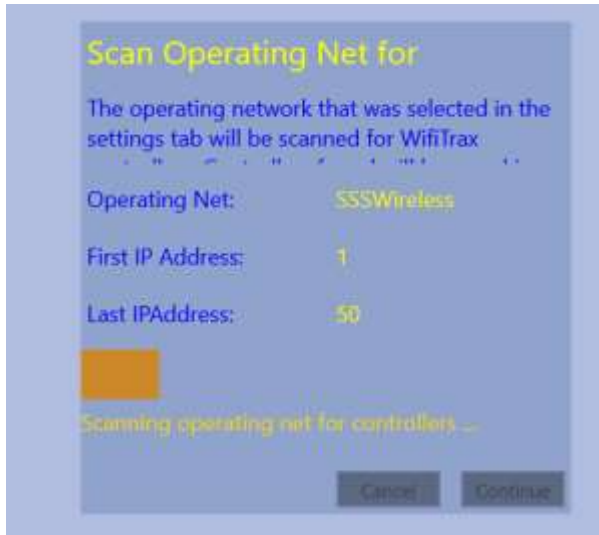 Scan Operating Net for
The operating network that was selected in the
settings tab will be scanned for WifiTrax
Operating Net: SSSWireless
First IP Address: 1
Last IPAddress: 50
Scanning operating net for controllers ...
Cancel Continue